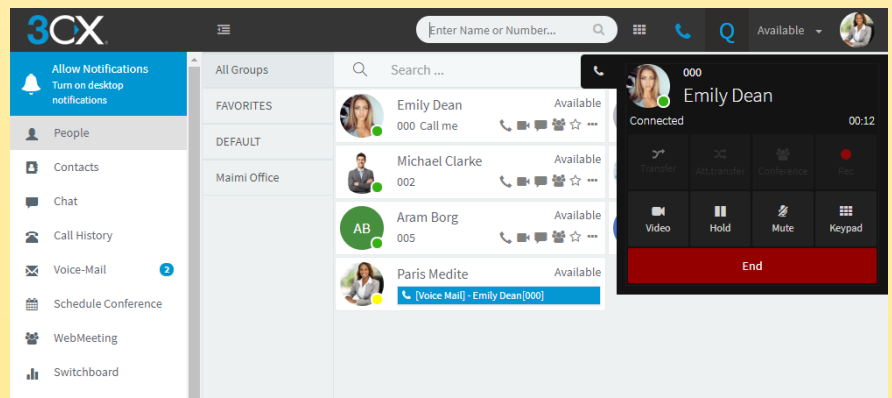 3CX
Enter Name or Number...
Q
Available
Allow Notifications
Turn on desktop
notifications
People
Contacts
Chat
Call History
Voice-Mail
2
Schedule Conference
WebMeeting
Switchboard
All Groups
FAVORITES
DEFAULT
Maimi Office
Search ...
Emily Dean
Available
000 Call me
Michael Clarke
Available
002
AB
Aram Borg
Available
005
Paris Medite
Available
[Voice Mail] - Emily Dean[000]
000
Emily Dean
Connected
00:12
Transfer
Att.transfer
Conference
Rec
Video
Hold
Mute
Keypad
End